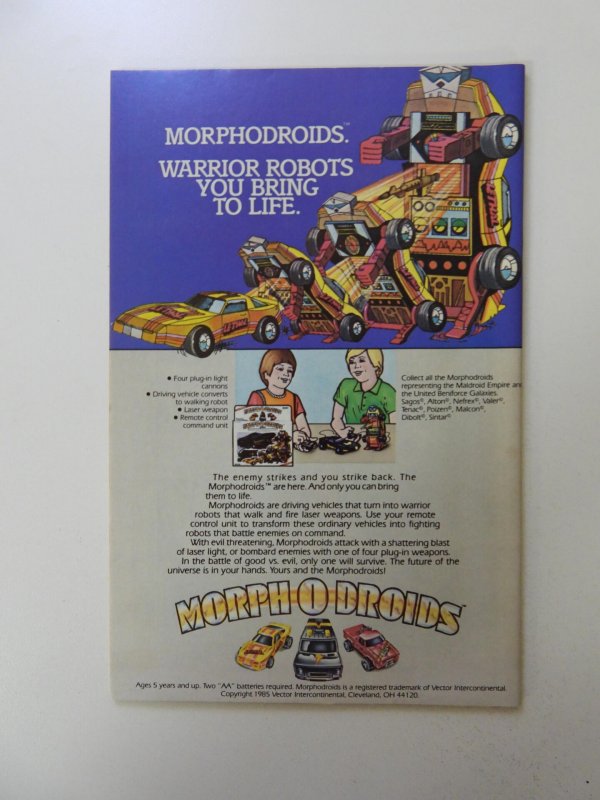 MORPHODROIDS.™
WARRIOR ROBOTS
YOU BRING
TO LIFE.
• Four plug-in light
cannons
• Driving vehicle converts
to walking robot
• Laser weapon
• Remote control
command unit
Collect all the Morphodroids
representing the Maldroid Empire and
the United Beniforce Galaxies.
Sagos©, Alton©, Nefrex©, Valer©,
Tenac©, Poizen©, Malcon©,
Dibolt©, Sintar©
The enemy strikes and you strike back. The
Morphodroids™ are here. And only you can bring
them to life.
Morphodroids are driving vehicles that turn into warrior
robots that walk and fire laser weapons. Use your remote
control unit to transform these ordinary vehicles into fighting
robots that battle enemies on command.
With evil threatening, Morphodroids attack with a shattering blast
of laser light, or bombard enemies with one of four plug-in weapons.
In the battle of good vs. evil, only one will survive. The future of the
universe is in your hands. Yours and the Morphodroids!
MORPH·O·DROIDS™
Ages 5 years and up. Two "AA" batteries required. Morphodroids is a registered trademark of Vector Intercontinental.
Copyright 1985 Vector Intercontinental, Cleveland, OH 44120.